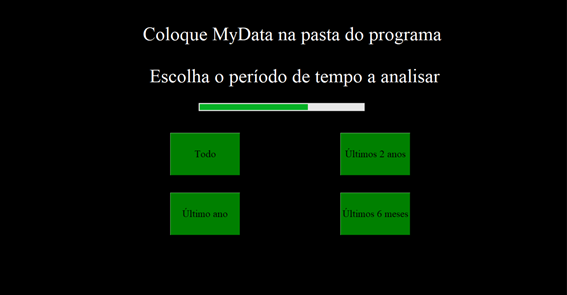 Coloque MyData na pasta do programa
Escolha o período de tempo a analisar
Todo
Últimos 2 anos
Último ano
Últimos 6 meses